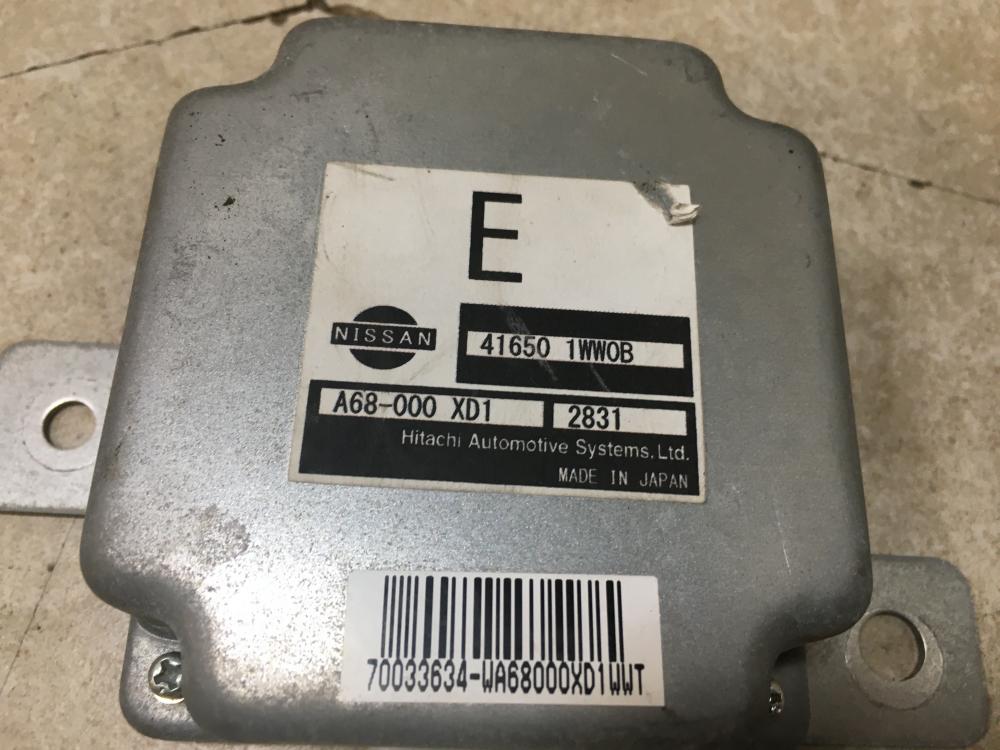 E
NISSAN
41650 1WW0B
A68-000 XD1
2831
Hitachi Automotive Systems, Ltd.
MADE IN JAPAN
70033634-WA68000XD1WWT